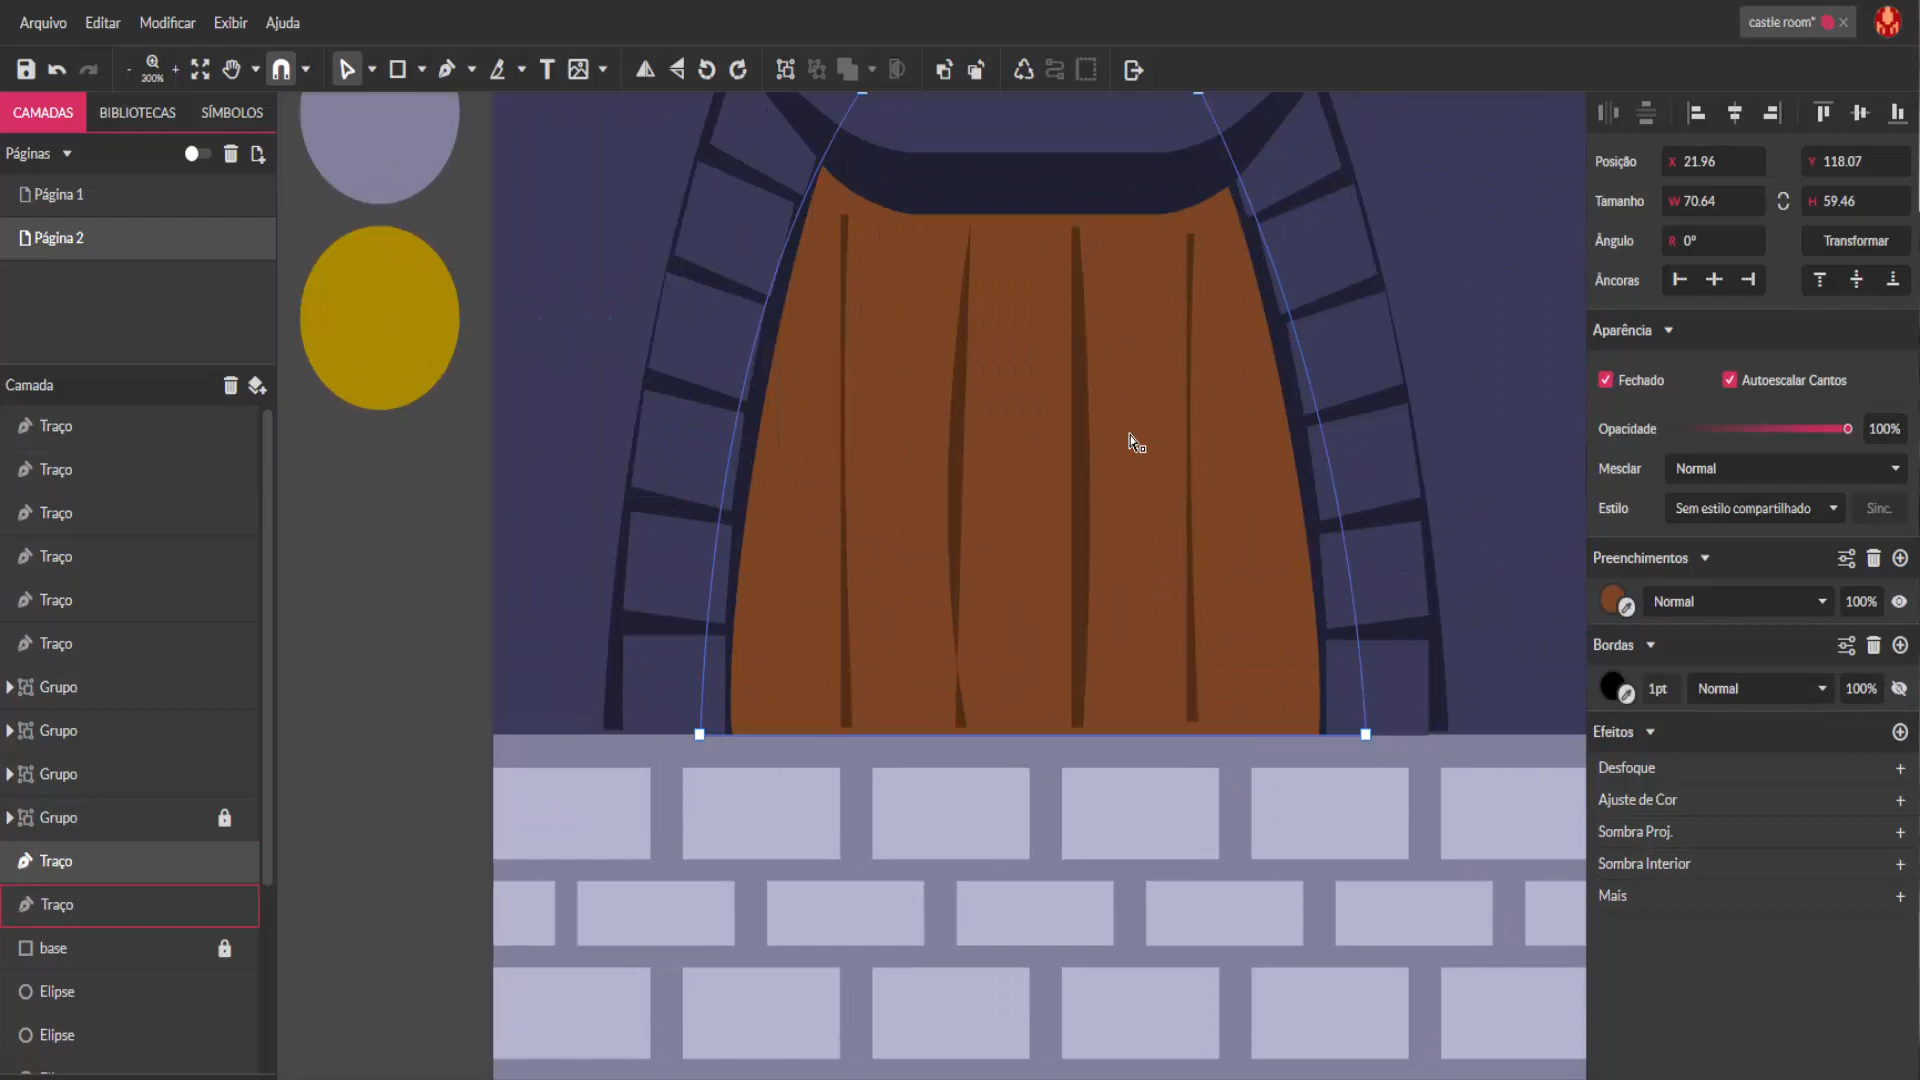 Arquivo Editar Modificar Exibir Ajuda
castle room*
- 300% +
CAMADAS BIBLIOTECAS SÍMBOLOS
Páginas
Página 1
Página 2
Camada
Traço
Traço
Traço
Traço
Traço
Traço
Grupo
Grupo
Grupo
Grupo
Traço
Traço
base
Elipse
Elipse
Posição X 21.96 Y 118.07
Tamanho W 70.64 H 59.46
Ângulo R 0º Transformar
Âncoras
Aparência
Fechado Autoescalar Cantos
Opacidade 100%
Mesclar Normal
Estilo Sem estilo compartilhado Sinc.
Preenchimentos
Normal 100%
Bordas
1pt Normal 100%
Efeitos
Desfoque +
Ajuste de Cor +
Sombra Proj. +
Sombra Interior +
Mais +